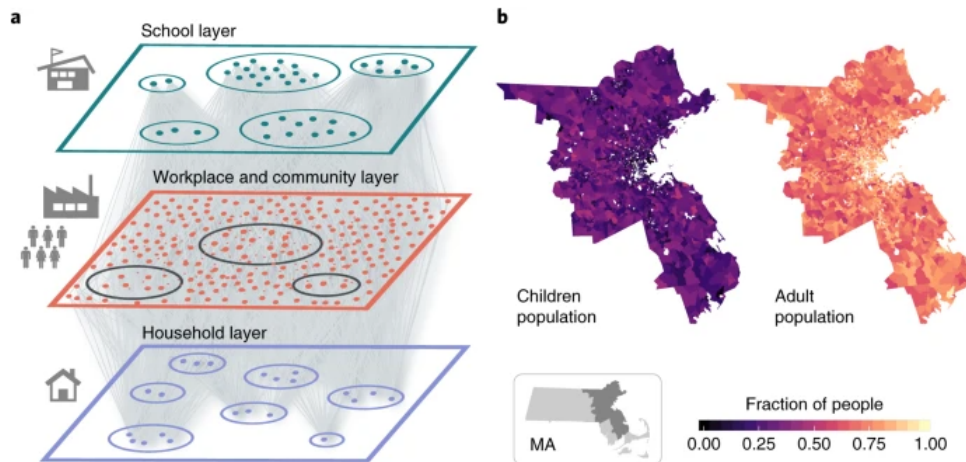 a
School layer
Workplace and community layer
Household layer
b
Children
population
Adult
population
MA
Fraction of people
0.00 0.25 0.50 0.75 1.00